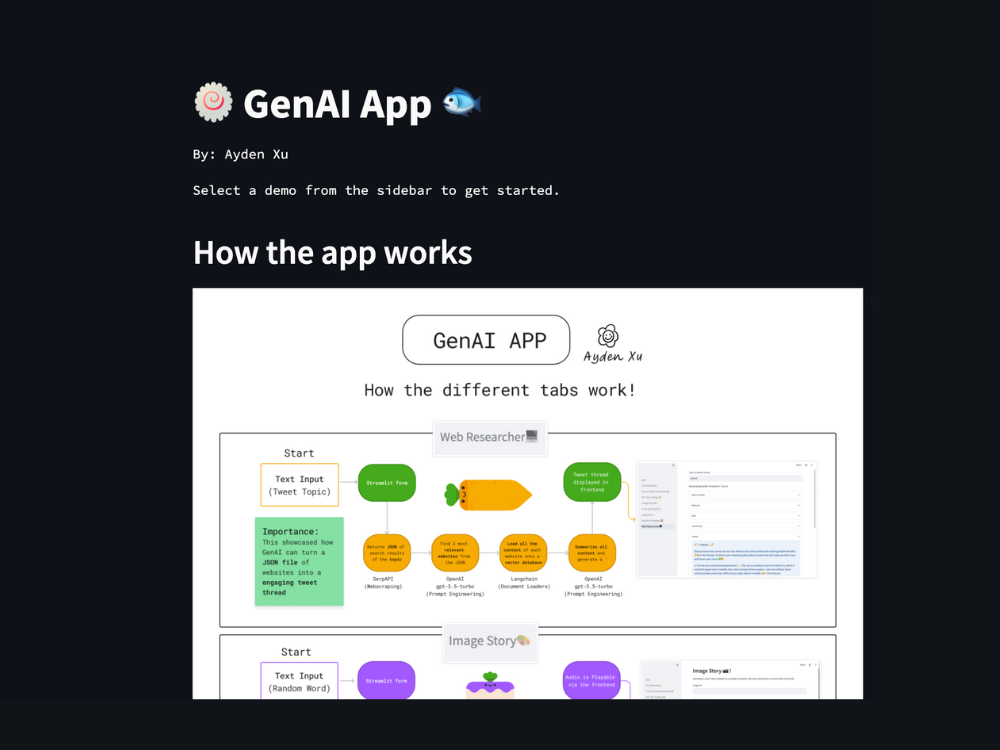 GenAI App
By: Ayden Xu
Select a demo from the sidebar to get started.
How the app works
GenAI APP
Ayden Xu
How the different tabs work!
Web Researcher
Start
Text Input
(Tweet Topic)
Streamlit form
Tweet thread
displayed in
frontend
Importance:
This showcased how
GenAI can turn a
JSON file of
websites into a
engaging tweet
thread
Returns JSON of
search results
of the topic
Find 3 most
relevent
websites from
the JSON
Load all the
content of each
website into a
vector database
Summarize all
content and
generate a
SerpAPI
(Webscraping)
OpenAI
gpt-3.5-turbo
(Prompt Engineering)
Langchain
(Document Loaders)
OpenAI
gpt-3.5-turbo
(Prompt Engineering)
Image Story
Start
Text Input
(Random Word)
Streamlit form
Audio is Playable
via the frontend
Image Story